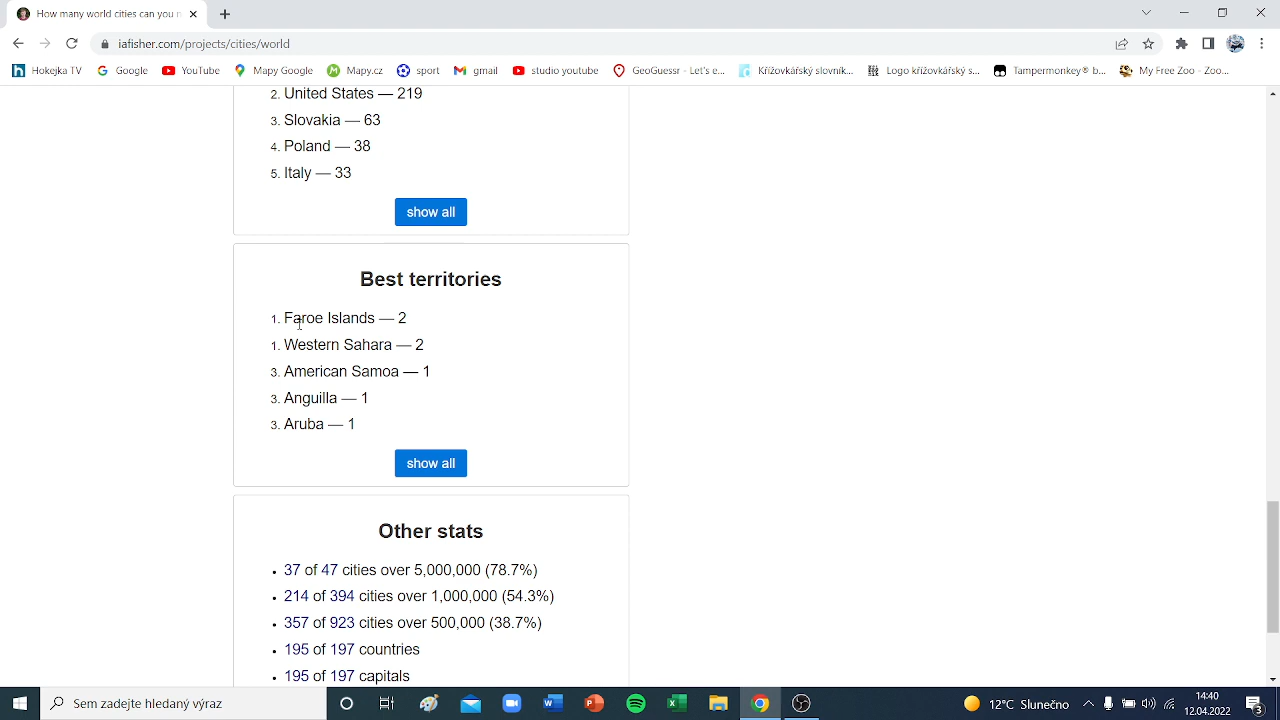 How many world cities can you n
iafisher.com/projects/cities/world
Hokejka TV Google YouTube Mapy Google Mapy.cz sport gmail studio youtube GeoGuessr - Let's e... Křížovkářský slovník... Logo křížovkářský s... Tampermonkey® b... My Free Zoo - Zoo...
2. United States — 219
3. Slovakia — 63
4. Poland — 38
5. Italy — 33
show all
Best territories
1. Faroe Islands — 2
1. Western Sahara — 2
3. American Samoa — 1
3. Anguilla — 1
3. Aruba — 1
show all
Other stats
• 37 of 47 cities over 5,000,000 (78.7%)
• 214 of 394 cities over 1,000,000 (54.3%)
• 357 of 923 cities over 500,000 (38.7%)
• 195 of 197 countries
• 195 of 197 capitals
Sem zadejte hledaný výraz
12°C Slunečno
14:40
12.04.2022
3